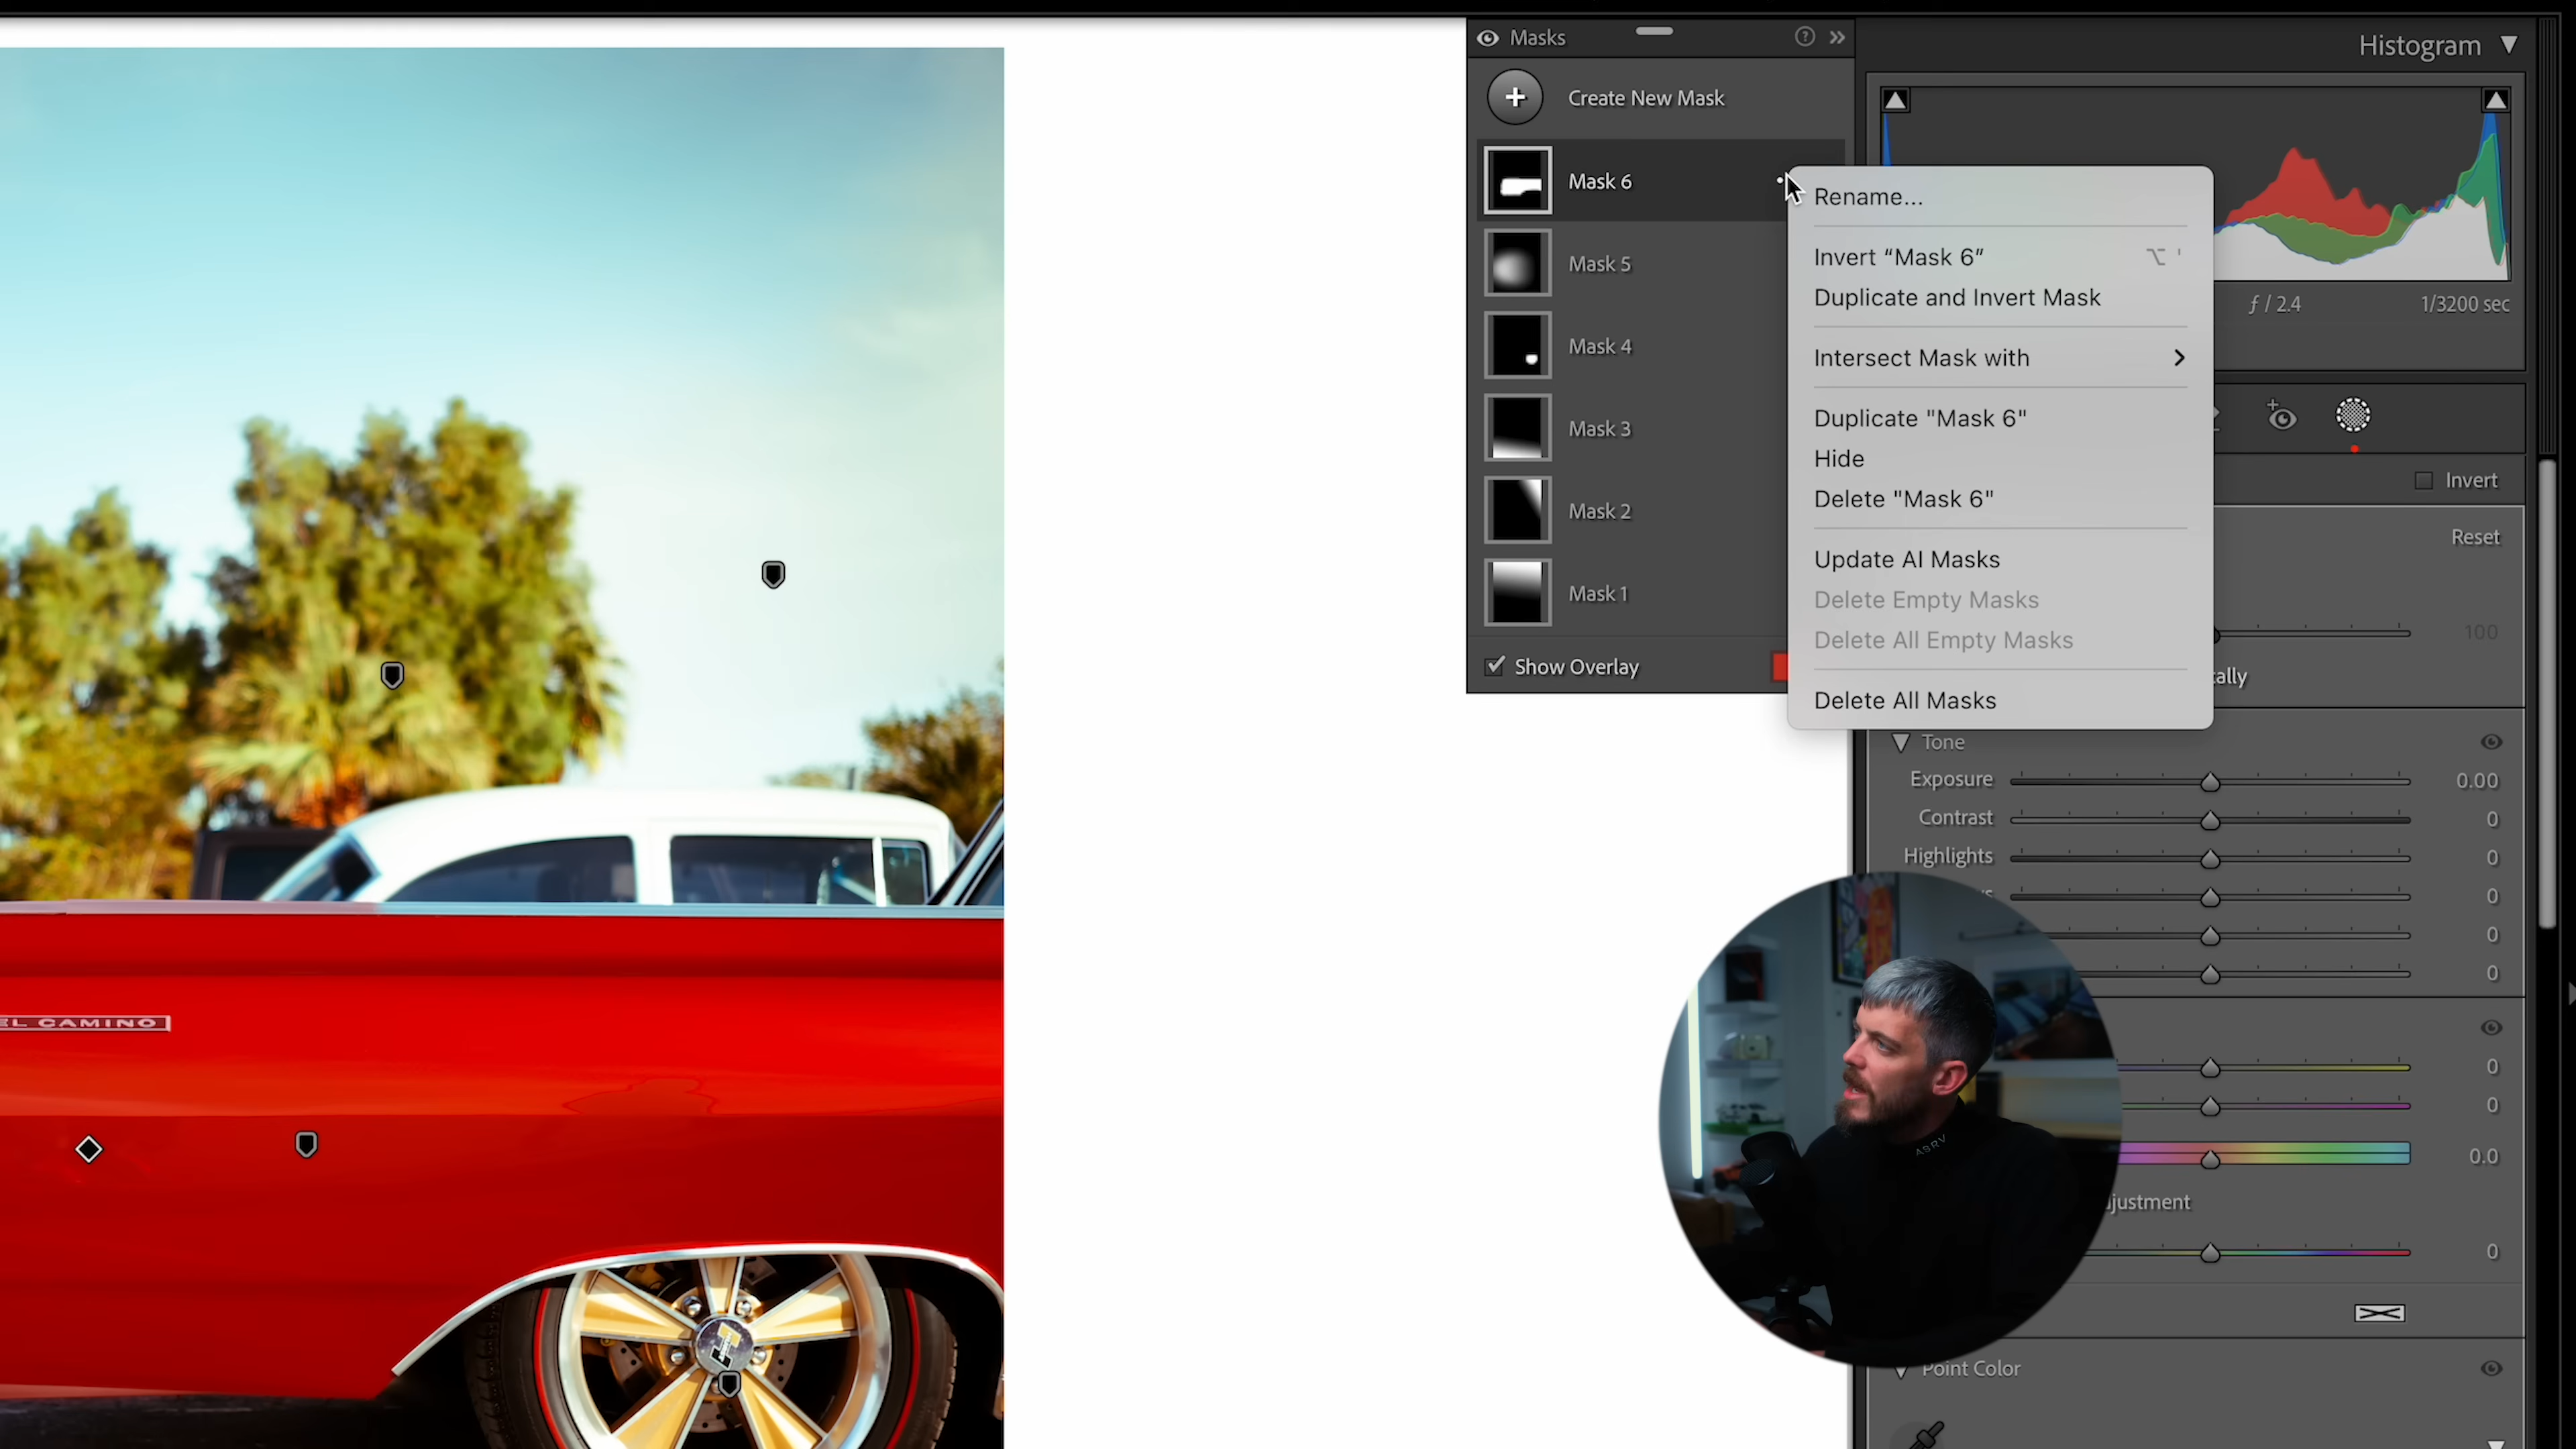 Masks
Histogram
Create New Mask
Mask 6
Mask 5
Mask 4
Mask 3
Mask 2
Mask 1
Show Overlay
Rename...
Invert “Mask 6”
Duplicate and Invert Mask
Intersect Mask with
Duplicate "Mask 6"
Hide
Delete "Mask 6"
Update AI Masks
Delete Empty Masks
Delete All Empty Masks
Delete All Masks
ƒ / 2.4 1/3200 sec
Invert
Reset
100
Tone
Exposure 0.00
Contrast 0
Highlights 0
0
0
0
0
0
0.0
0
Point Color
EL CAMINO
ASRV